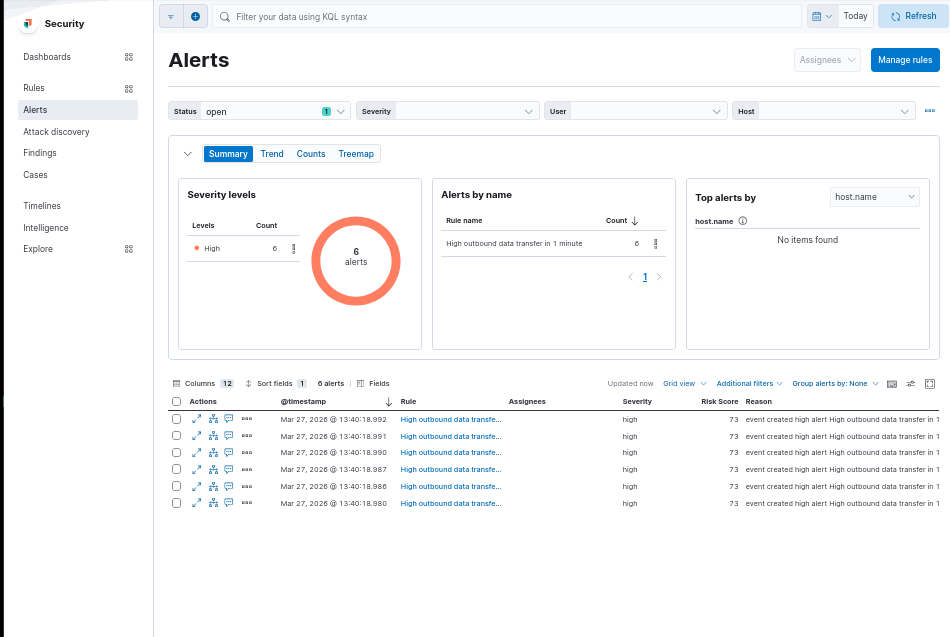 Security
Dashboards
Rules
Alerts
Attack discovery
Findings
Cases
Timelines
Intelligence
Explore
Filter your data using KQL syntax
Today
Refresh
Alerts
Assignees
Manage rules
Status open 1
Severity
User
Host
Summary Trend Counts Treemap
Severity levels
Levels Count
High 6
6
alerts
Alerts by name
Rule name Count
High outbound data transfer in 1 minute 6
1
Top alerts by host.name
host.name
No items found
Columns 12 Sort fields 1 6 alerts Fields
Updated now Grid view Additional filters Group alerts by: None
Actions @timestamp Rule Assignees Severity Risk Score Reason
Mar 27, 2026 @ 13:40:18.992 High outbound data transfe... high 73 event created high alert High outbound data transfer in 1
Mar 27, 2026 @ 13:40:18.991 High outbound data transfe... high 73 event created high alert High outbound data transfer in 1
Mar 27, 2026 @ 13:40:18.990 High outbound data transfe... high 73 event created high alert High outbound data transfer in 1
Mar 27, 2026 @ 13:40:18.987 High outbound data transfe... high 73 event created high alert High outbound data transfer in 1
Mar 27, 2026 @ 13:40:18.986 High outbound data transfe... high 73 event created high alert High outbound data transfer in 1
Mar 27, 2026 @ 13:40:18.980 High outbound data transfe... high 73 event created high alert High outbound data transfer in 1